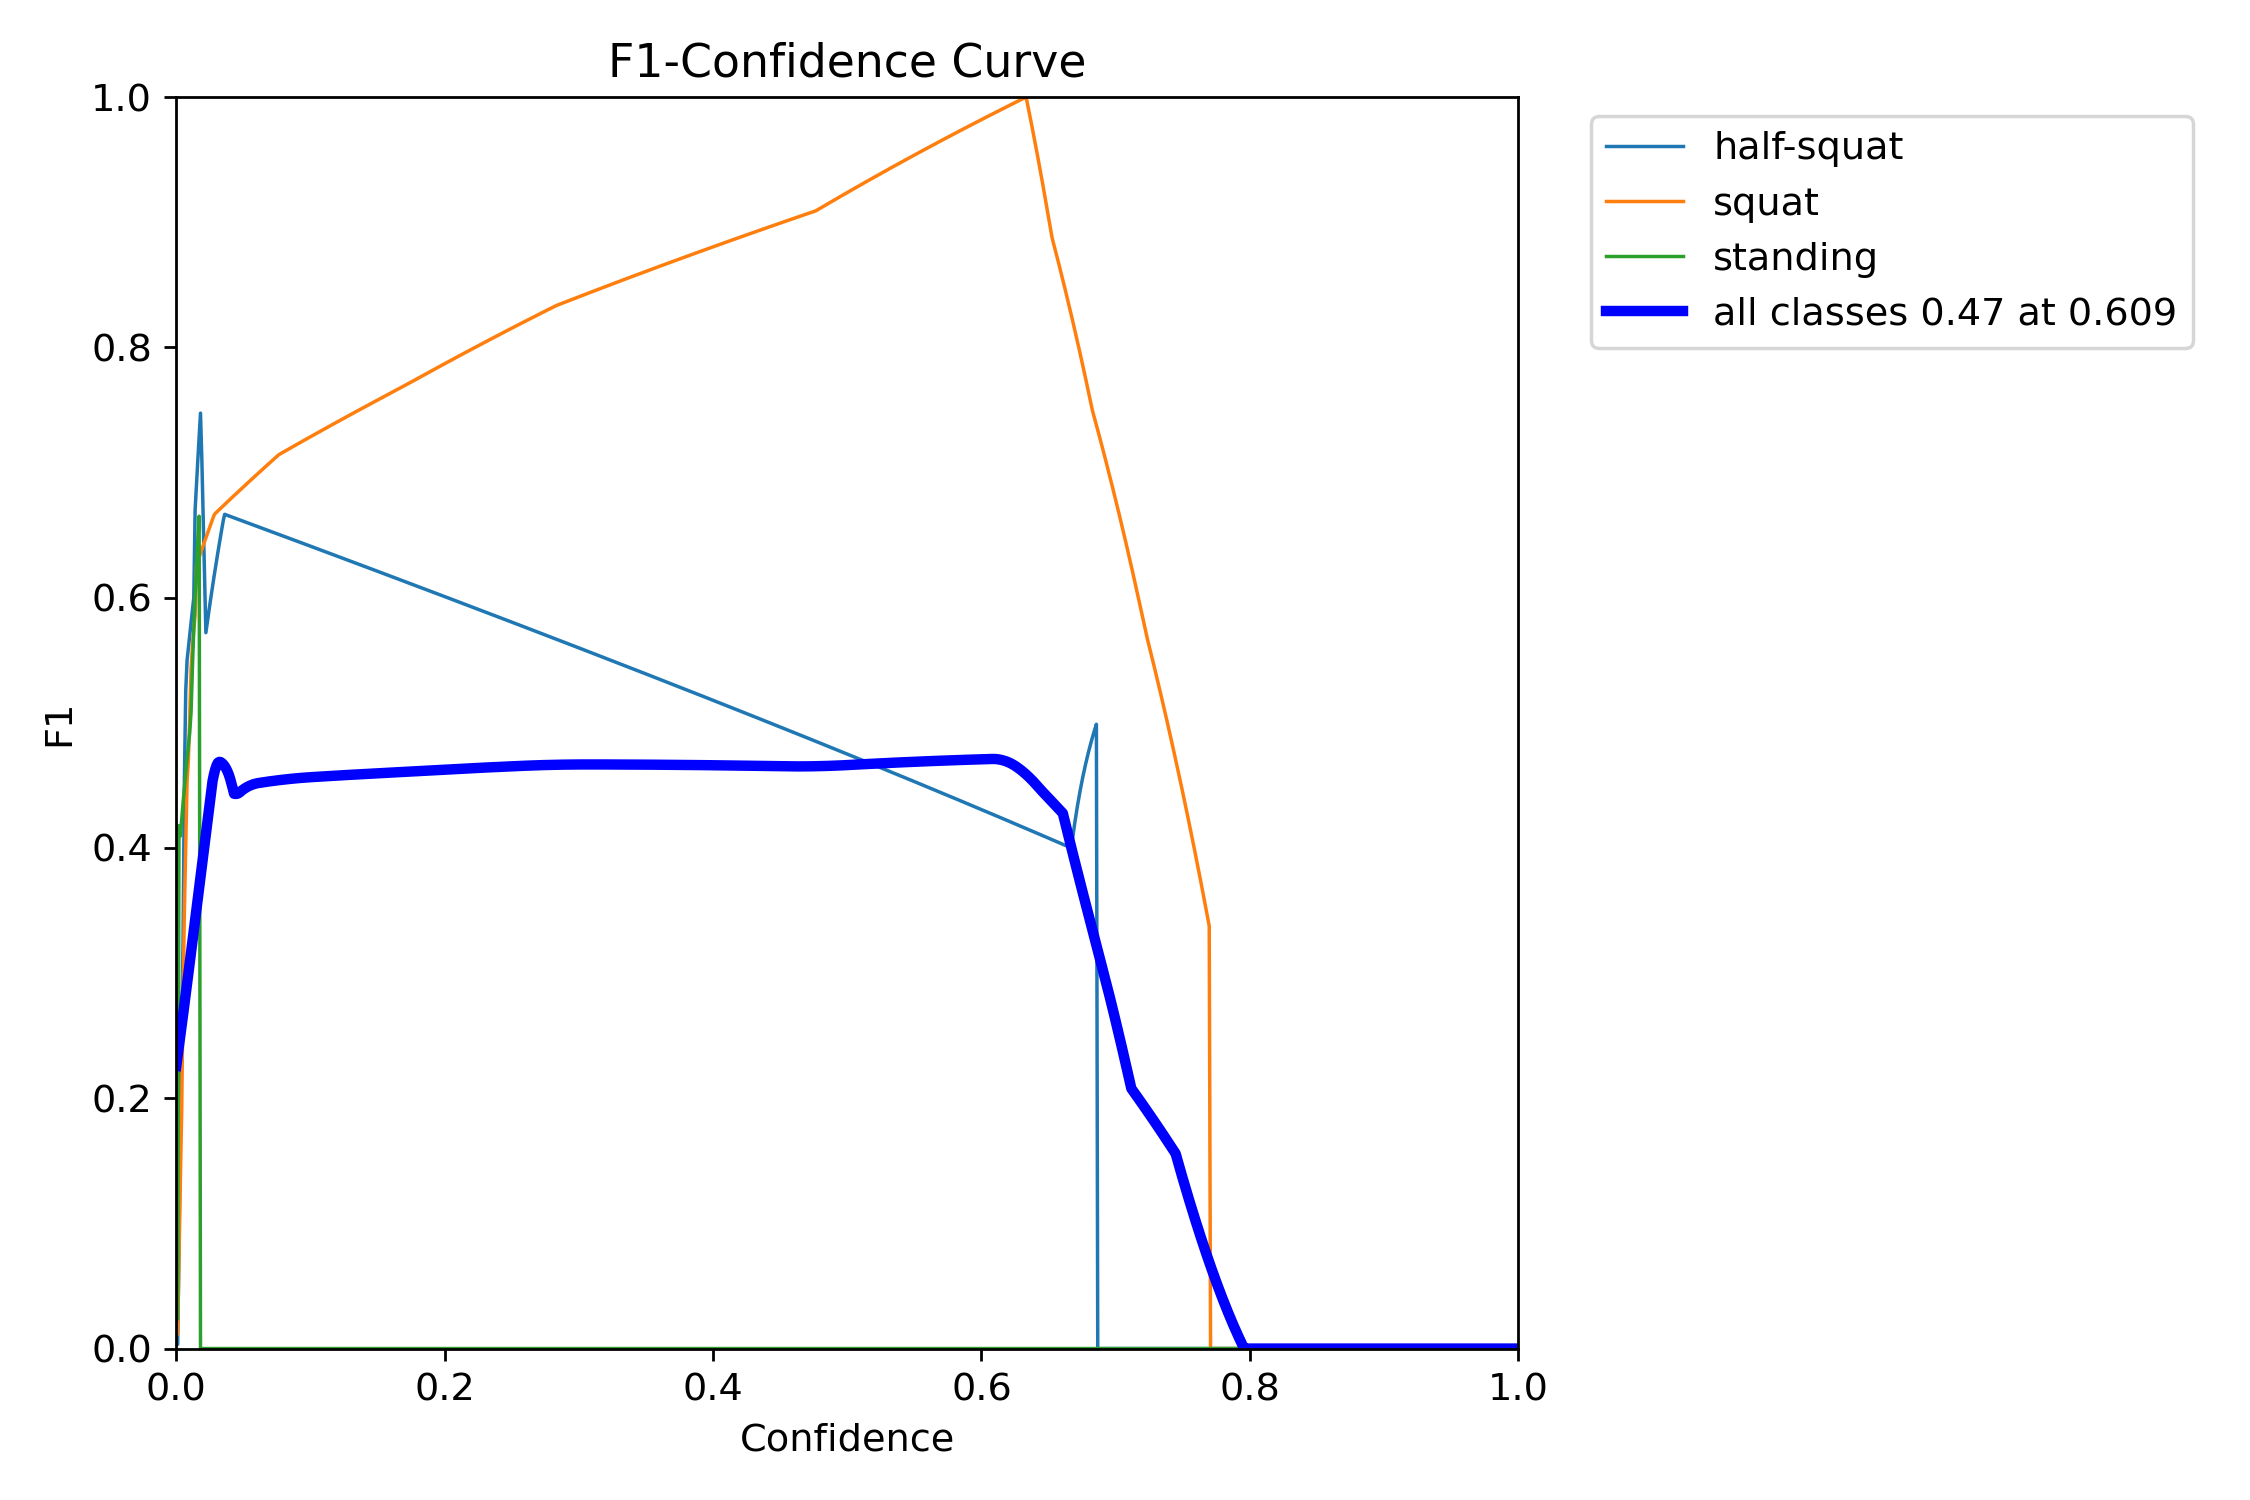 F1-Confidence Curve
1.0
0.8
0.6
0.4
0.2
0.0
F1
0.0 0.2 0.4 0.6 0.8 1.0
Confidence
half-squat
squat
standing
all classes 0.47 at 0.609